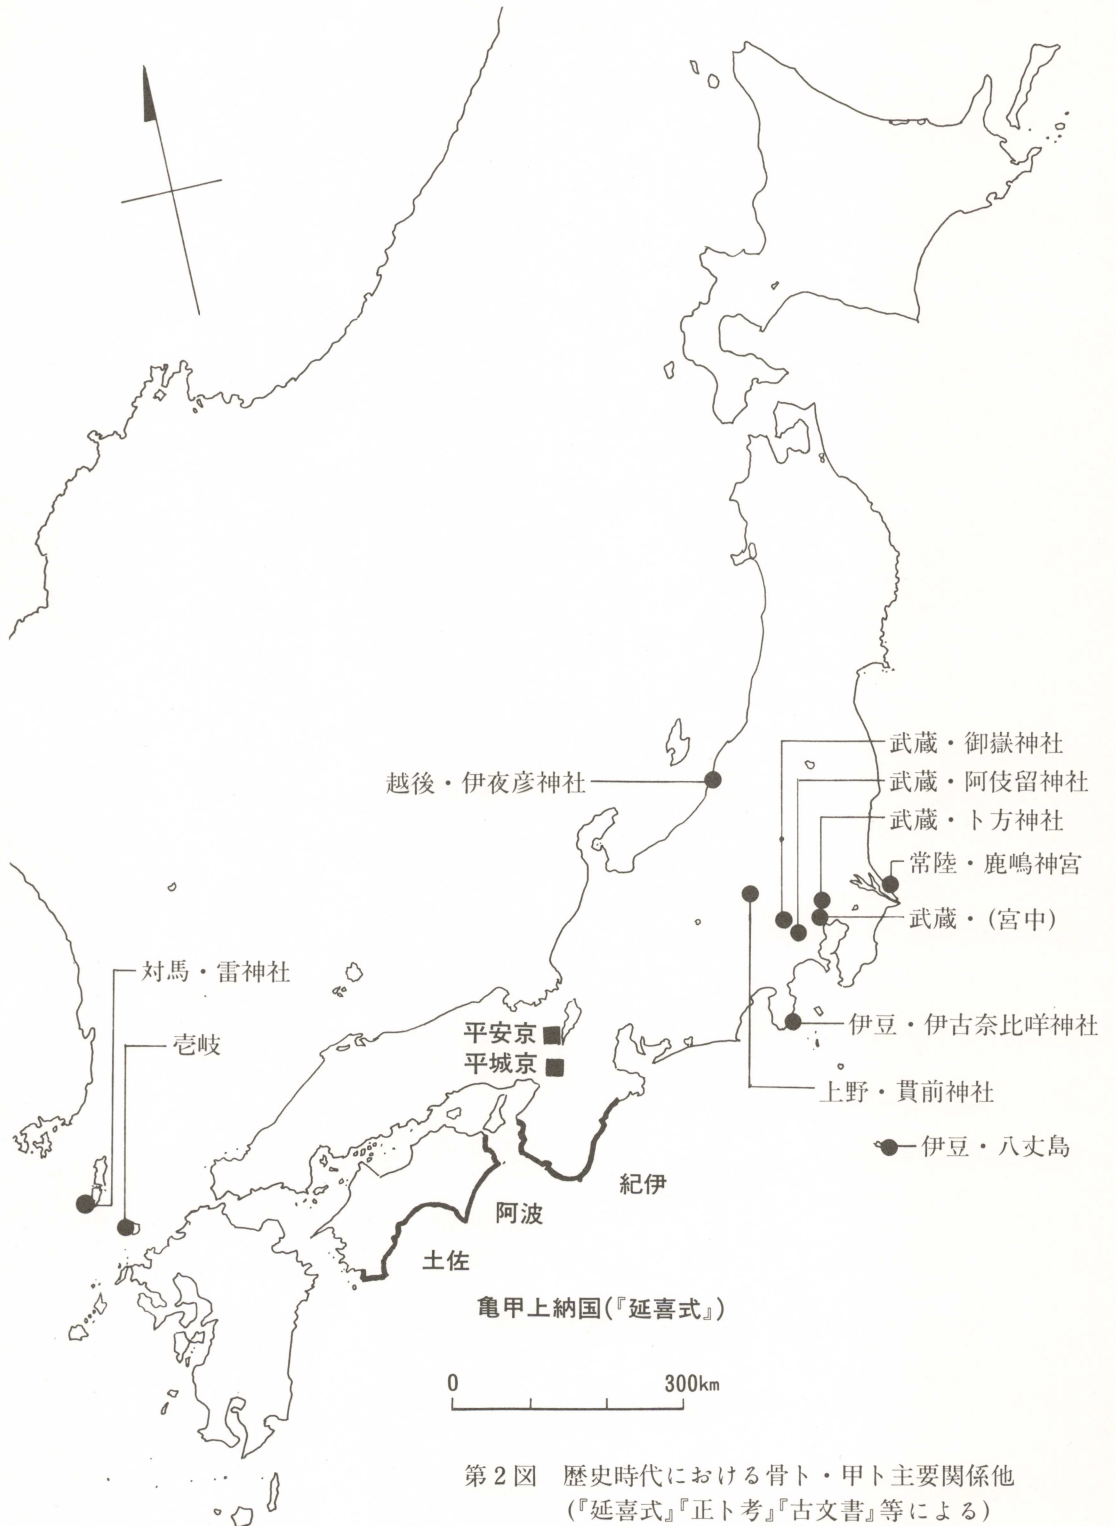 武蔵・御嶽神社
越後・伊夜彦神社
武蔵・阿伎留神社
武蔵・卜方神社
常陸・鹿嶋神宮
武蔵・(宮中)
対馬・雷神社
壱岐
平安京
平城京
伊豆・伊古奈比咩神社
上野・貫前神社
伊豆・八丈島
紀伊
阿波
土佐
亀甲上納国(『延喜式』)
0 300km
第2図 歴史時代における骨卜・甲卜主要関係他
(『延喜式』『正卜考』『古文書』等による)